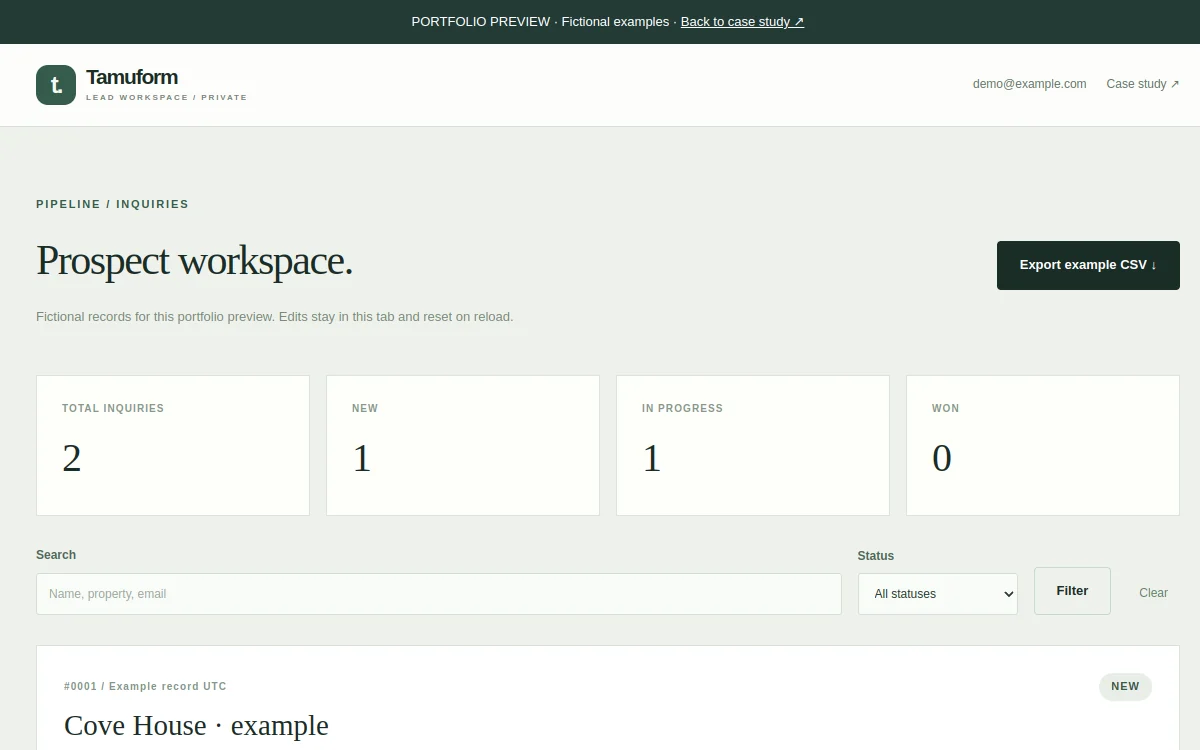 PORTFOLIO PREVIEW · Fictional examples · Back to case study ↗
t.
Tamuform
LEAD WORKSPACE / PRIVATE
demo@example.com
Case study ↗
PIPELINE / INQUIRIES
Prospect workspace.
Export example CSV ↓
Fictional records for this portfolio preview. Edits stay in this tab and reset on reload.
TOTAL INQUIRIES
2
NEW
1
IN PROGRESS
1
WON
0
Search
Name, property, email
Status
All statuses
Filter
Clear
#0001 / Example record UTC
NEW
Cove House · example